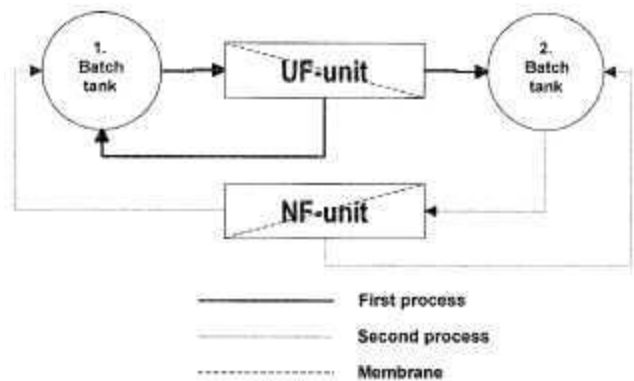 1.
Batch
tank
UF-unit
2.
Batch
tank
NF-unit
First process
Second process
Membrane